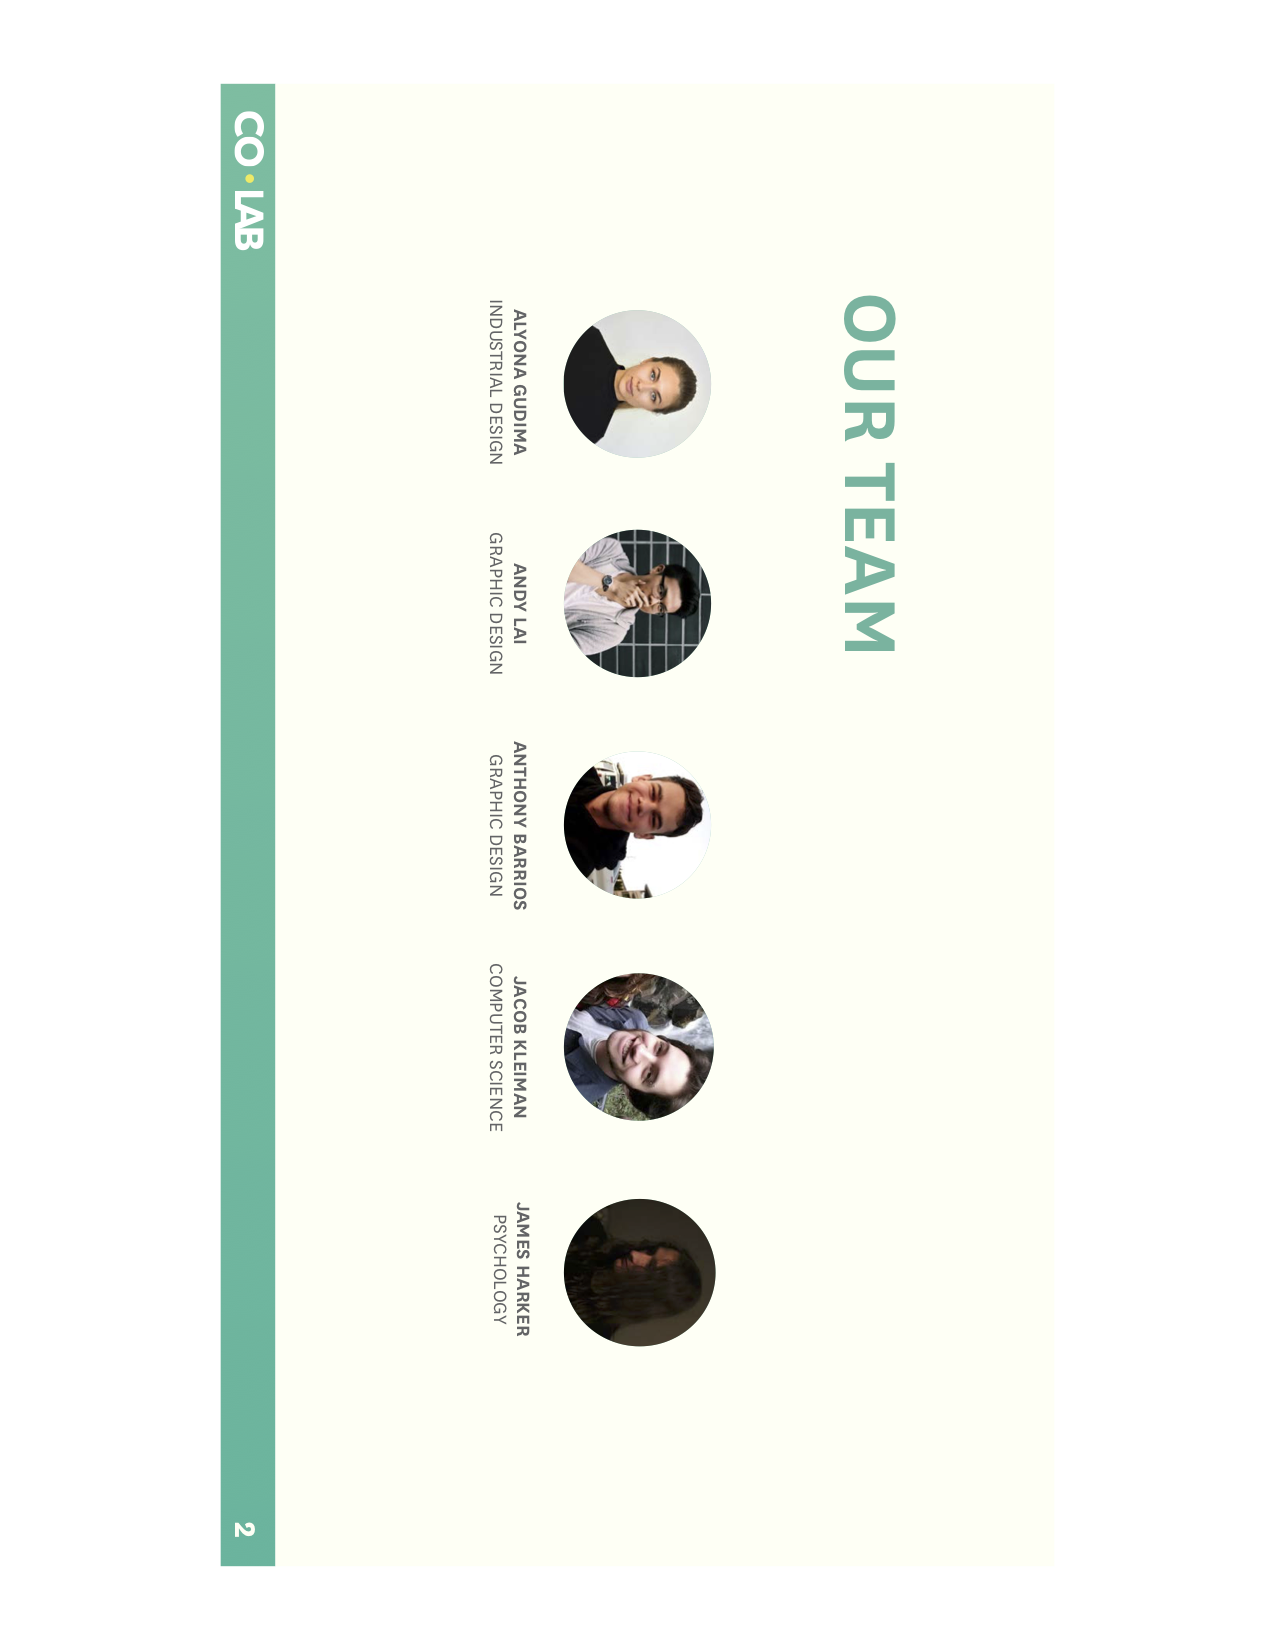 OUR TEAM
ALYONA GUDIMA
INDUSTRIAL DESIGN
ANDY LAI
GRAPHIC DESIGN
ANTHONY BARRIOS
GRAPHIC DESIGN
JACOB KLEIMAN
COMPUTER SCIENCE
JAMES HARKER
PSYCHOLOGY
CO•LAB
2